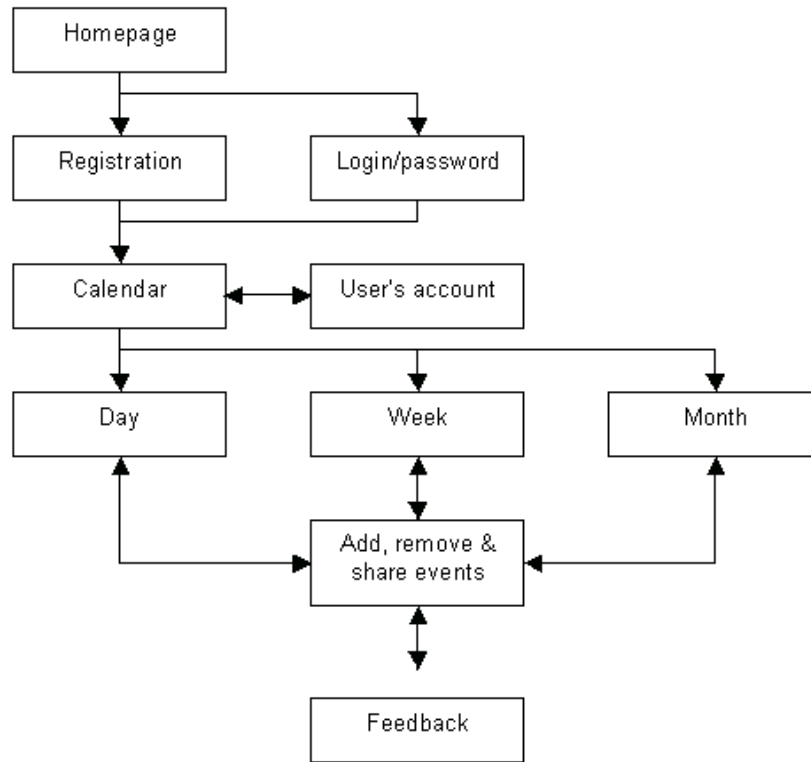 Homepage
Registration
Login/password
Calendar
User's account
Day
Week
Month
Add, remove &
share events
Feedback